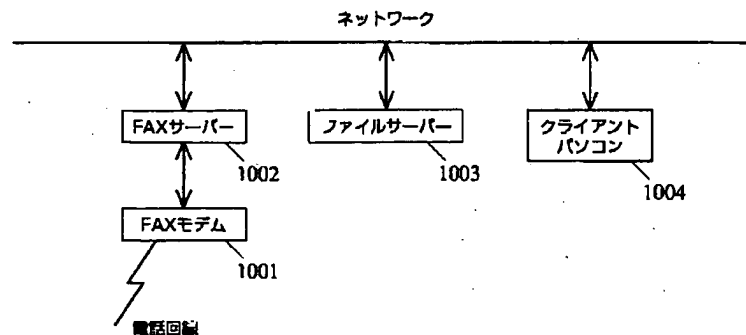 ネットワーク
FAXサーバー
ファイルサーバー
クライアント
パソコン
1002
1003
1004
FAXモデム
1001
電話回線